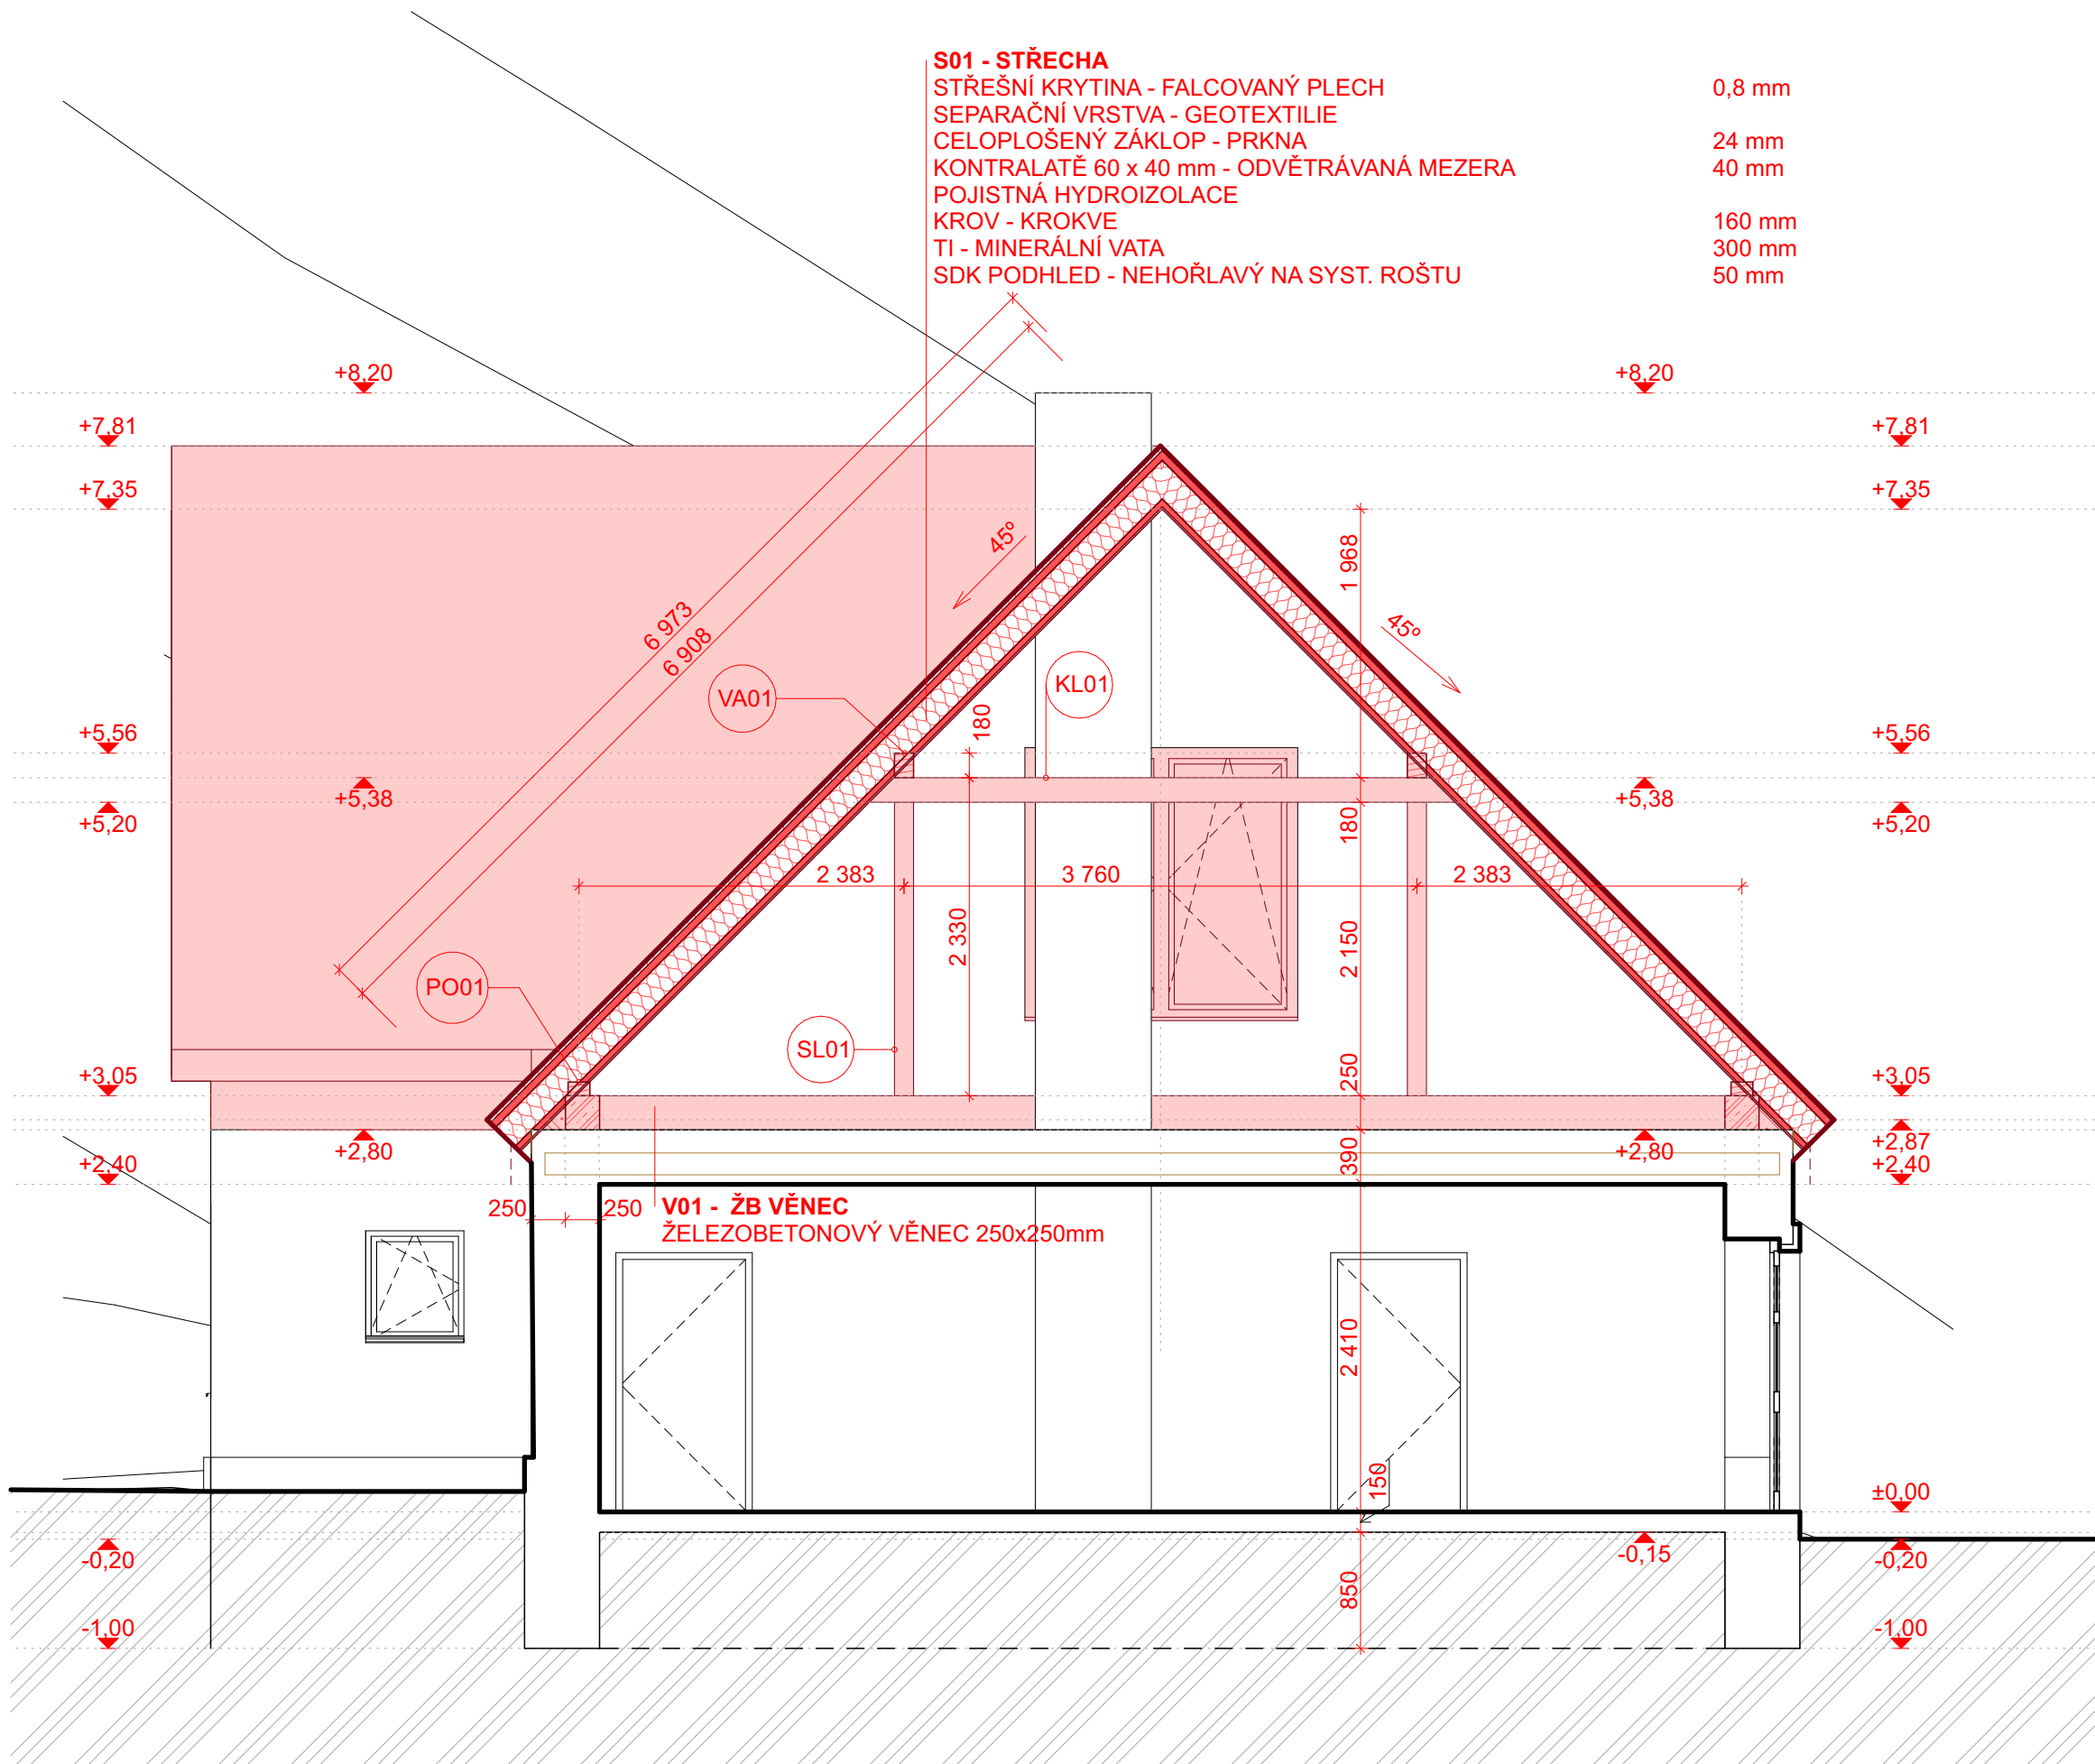 S01 - STŘECHA
STŘEŠNÍ KRYTINA - FALCOVANÝ PLECH 0,8 mm
SEPARAČNÍ VRSTVA - GEOTEXTILIE
CELOPLOŠENÝ ZÁKLOP - PRKNA 24 mm
KONTRALATĚ 60 x 40 mm - ODVĚTRÁVANÁ MEZERA 40 mm
POJISTNÁ HYDROIZOLACE
KROV - KROKVE 160 mm
TI - MINERÁLNÍ VATA 300 mm
SDK PODHLED - NEHOŘLAVÝ NA SYST. ROŠTU 50 mm
+8,20 +8,20
+7,81 +7,81
+7,35 +7,35
45º
1 968
6 973
6 908
45º
VA01
KL01
180
+5,56 +5,56
+5,38 +5,38
+5,20 +5,20
180
2 383 3 760 2 383
2 330
2 150
PO01
SL01
250
+3,05 +3,05
+2,80 +2,80
+2,87
+2,40 +2,40
390
250 250
V01 - ŽB VĚNEC
ŽELEZOBETONOVÝ VĚNEC 250x250mm
2 410
150
±0,00
-0,20 -0,15 -0,20
850
-1,00 -1,00